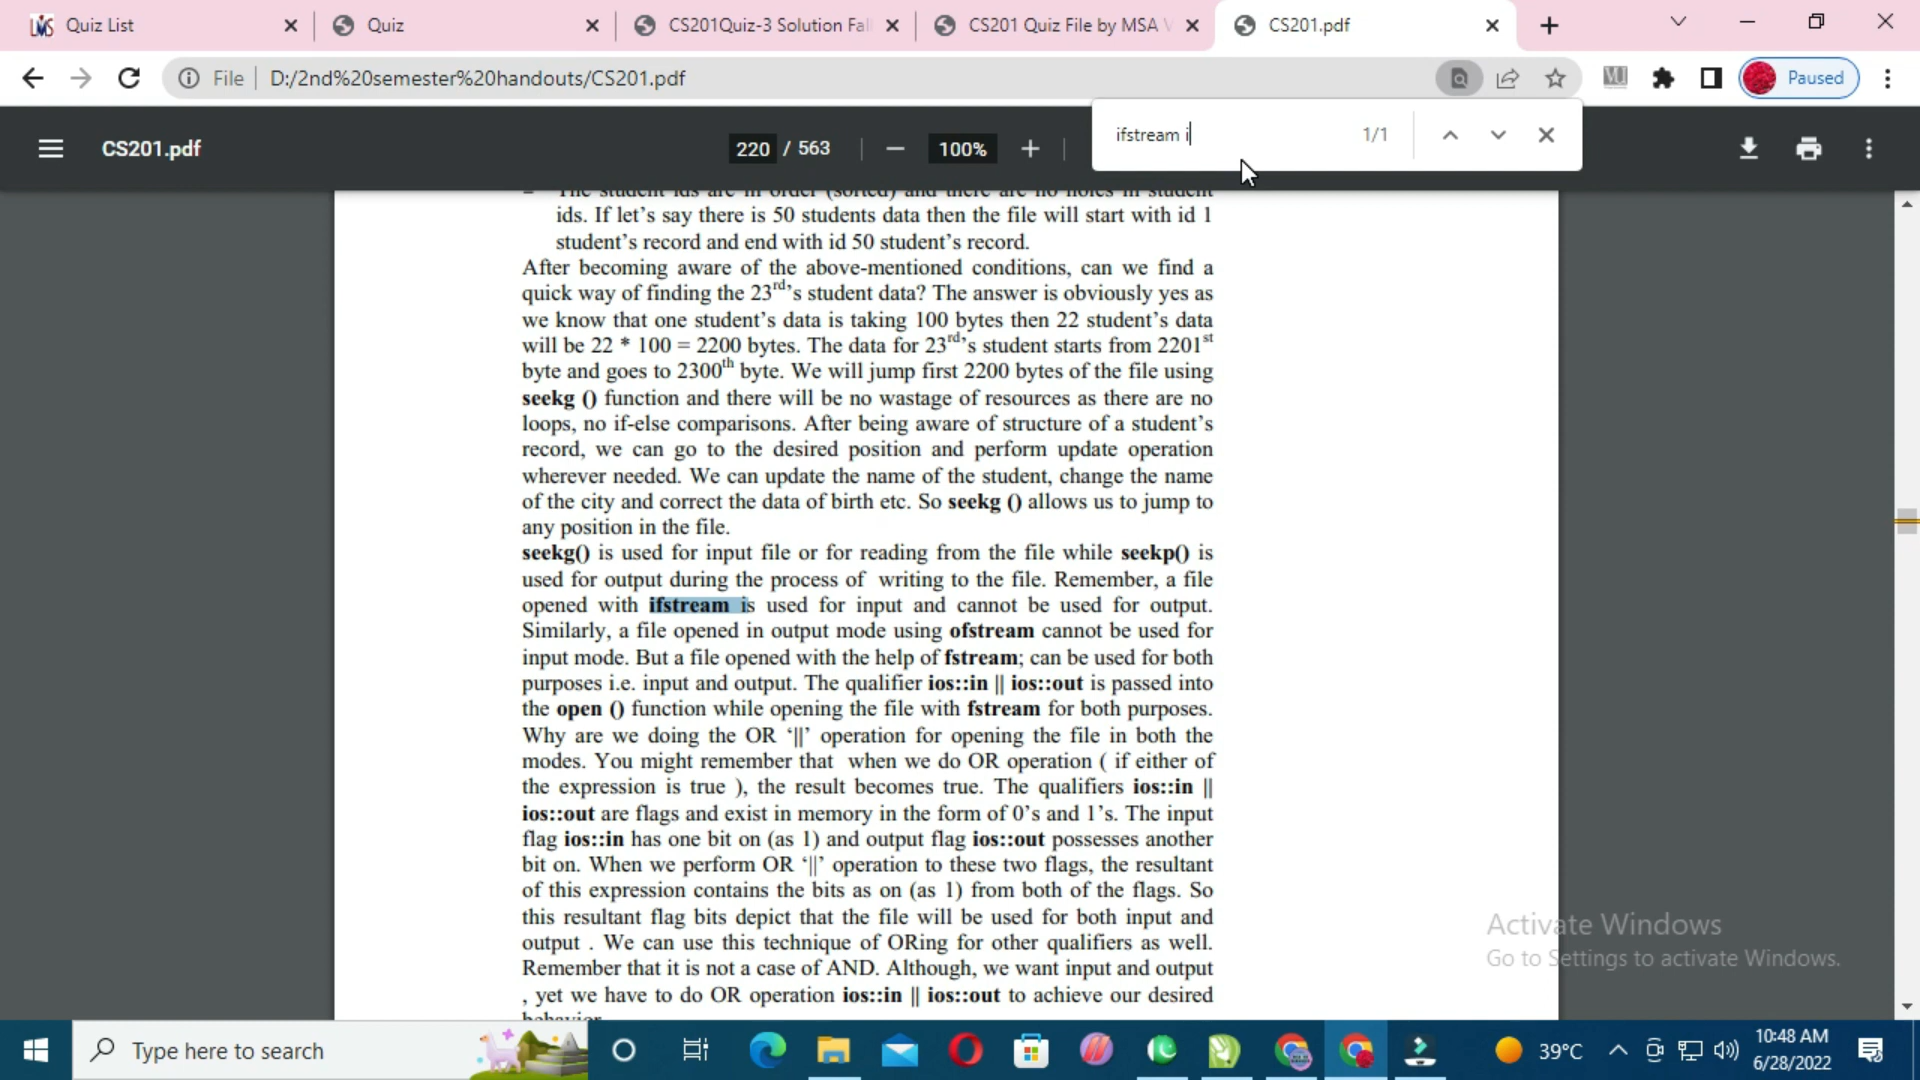 Quiz List
Quiz
CS201Quiz-3 Solution Fal
CS201 Quiz File by MSA V
CS201.pdf
File
D:/2nd%20semester%20handouts/CS201.pdf
VU
Paused
CS201.pdf
220 / 563
100%
ifstream i
1/1
– The student ids are in order (sorted) and there are no holes in student
ids. If let's say there is 50 students data then the file will start with id 1
student's record and end with id 50 student's record.
After becoming aware of the above-mentioned conditions, can we find a
quick way of finding the 23rd's student data? The answer is obviously yes as
we know that one student's data is taking 100 bytes then 22 student's data
will be 22 * 100 = 2200 bytes. The data for 23rd's student starts from 2201st
byte and goes to 2300th byte. We will jump first 2200 bytes of the file using
seekg () function and there will be no wastage of resources as there are no
loops, no if-else comparisons. After being aware of structure of a student's
record, we can go to the desired position and perform update operation
wherever needed. We can update the name of the student, change the name
of the city and correct the data of birth etc. So seekg () allows us to jump to
any position in the file.
seekg() is used for input file or for reading from the file while seekp() is
used for output during the process of writing to the file. Remember, a file
opened with ifstream is used for input and cannot be used for output.
Similarly, a file opened in output mode using ofstream cannot be used for
input mode. But a file opened with the help of fstream; can be used for both
purposes i.e. input and output. The qualifier ios::in || ios::out is passed into
the open () function while opening the file with fstream for both purposes.
Why are we doing the OR '||' operation for opening the file in both the
modes. You might remember that when we do OR operation ( if either of
the expression is true ), the result becomes true. The qualifiers ios::in ||
ios::out are flags and exist in memory in the form of 0's and 1's. The input
flag ios::in has one bit on (as 1) and output flag ios::out possesses another
bit on. When we perform OR '||' operation to these two flags, the resultant
of this expression contains the bits as on (as 1) from both of the flags. So
this resultant flag bits depict that the file will be used for both input and
output . We can use this technique of ORing for other qualifiers as well.
Remember that it is not a case of AND. Although, we want input and output
, yet we have to do OR operation ios::in || ios::out to achieve our desired
behavior
Activate Windows
Go to Settings to activate Windows.
Type here to search
39°C
10:48 AM
6/28/2022